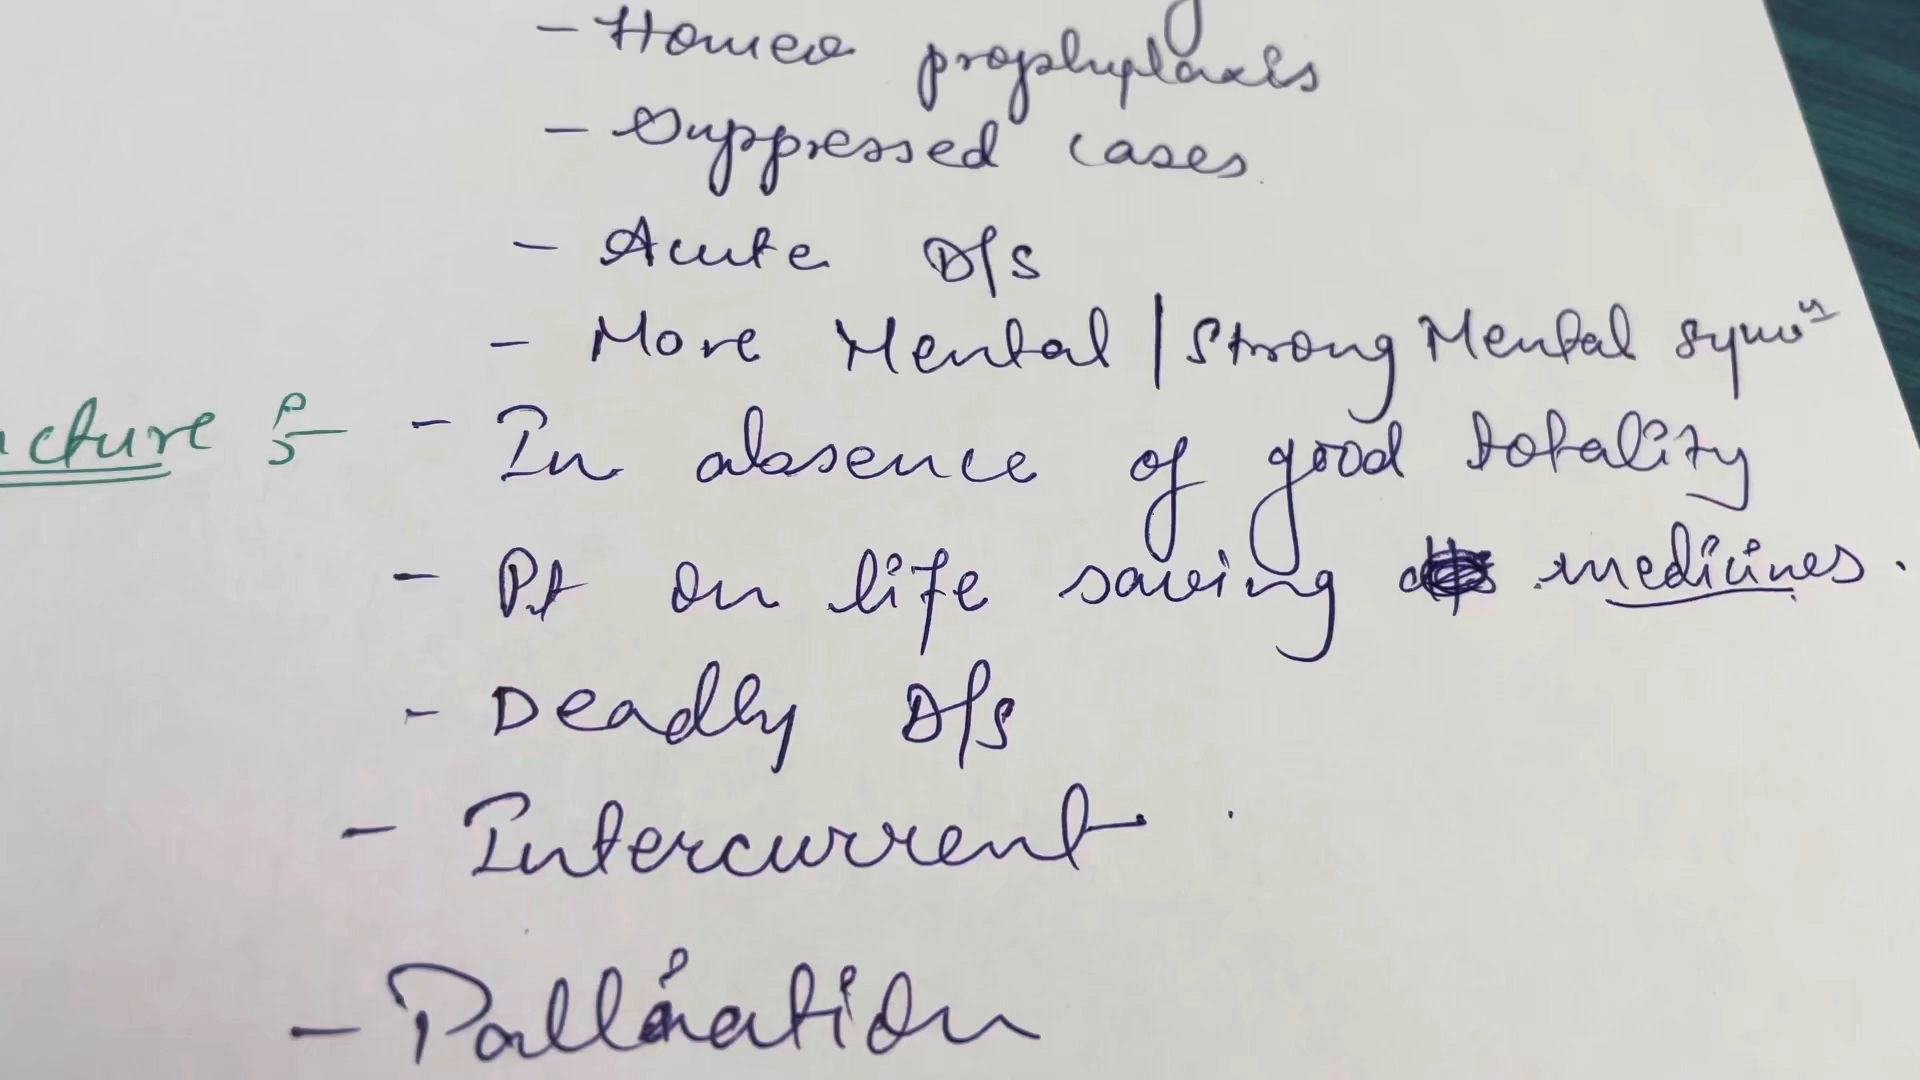 - Homeo prophylaxis
- Suppressed cases.
- Acute D/s
- More Mental | Strong Mental sym
cture :- - In absence of good totality
- Pt on life saving medicines.
- Deadly D/s
- Intercurrent
- Palliation